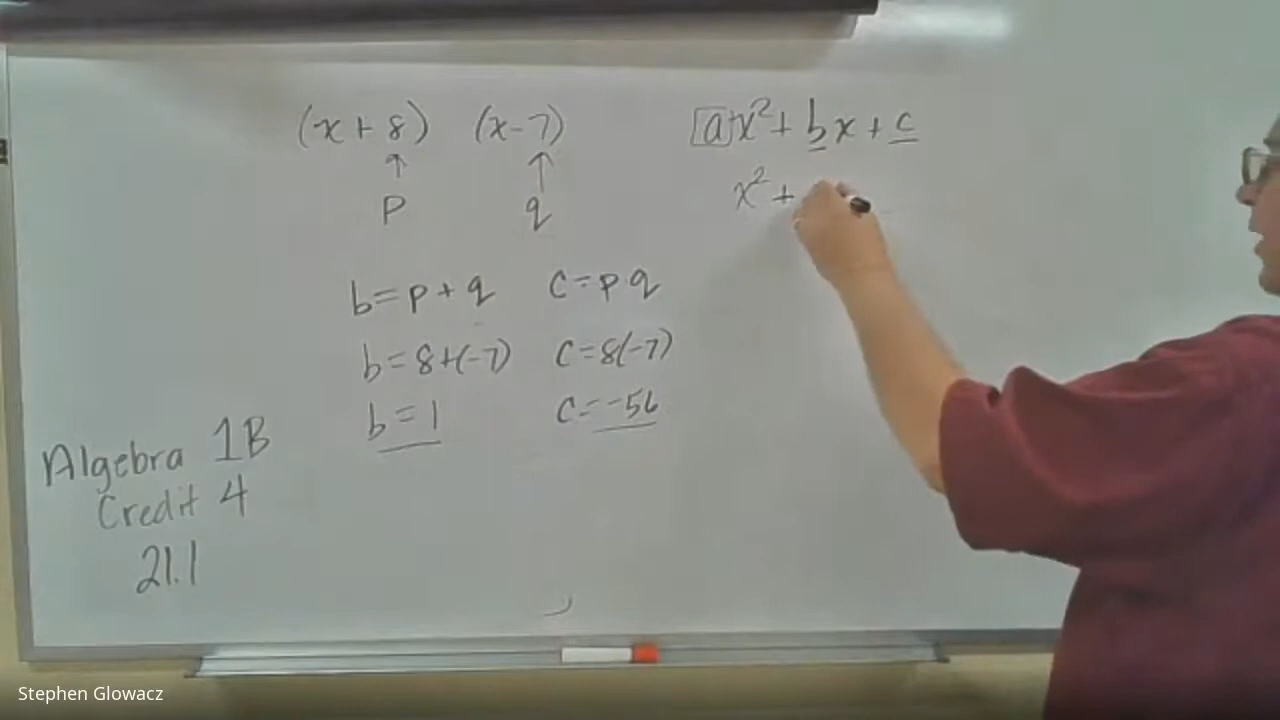 (x + 8) (x - 7)
↑ ↑
p q
b = p + q c = p q
b = 8 + (-7) c = 8(-7)
b = 1 c = -56
ax² + bx + c
x² +
Algebra 1B
Credit 4
21.1
Stephen Glowacz